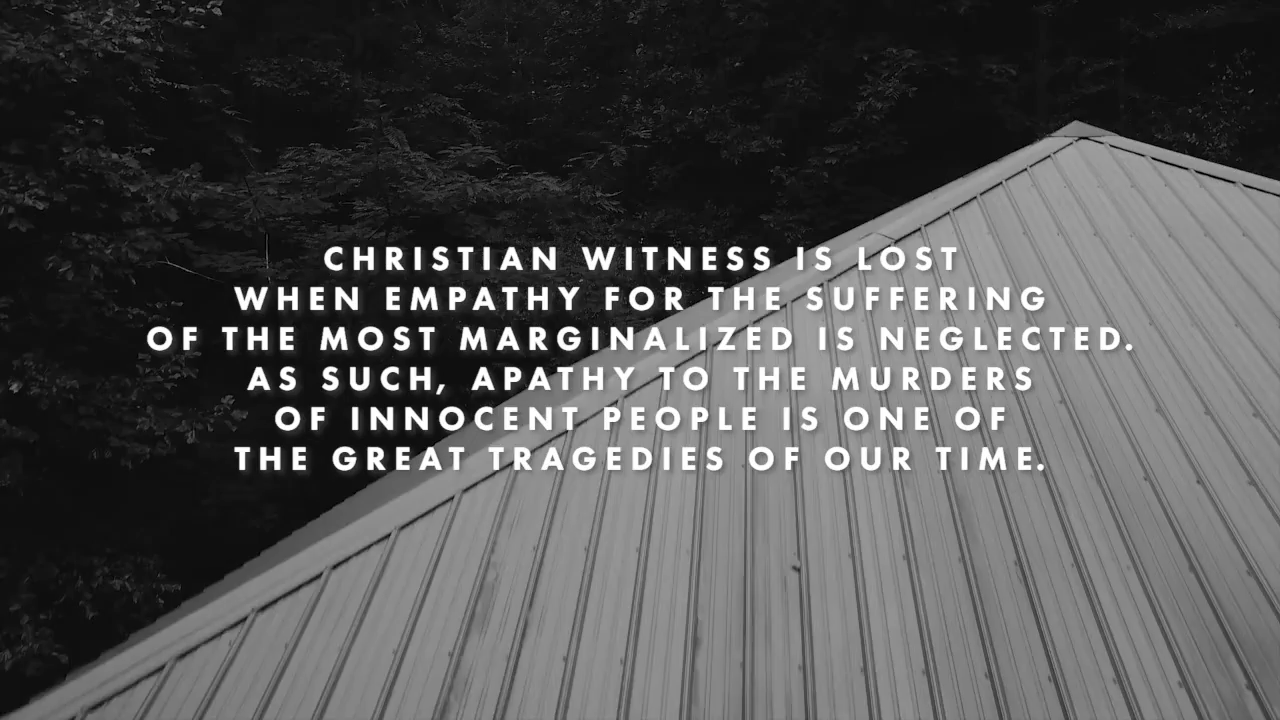 CHRISTIAN WITNESS IS LOST
WHEN EMPATHY FOR THE SUFFERING
OF THE MOST MARGINALIZED IS NEGLECTED.
AS SUCH, APATHY TO THE MURDERS
OF INNOCENT PEOPLE IS ONE OF
THE GREAT TRAGEDIES OF OUR TIME.